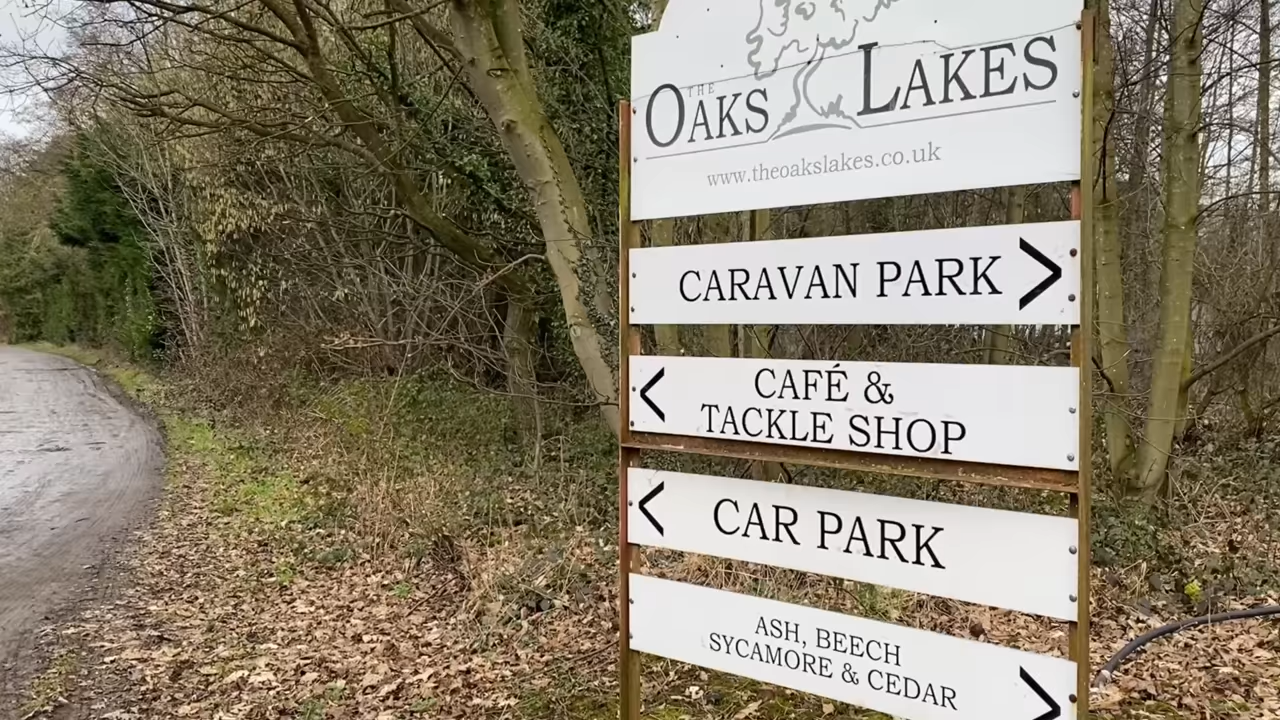 THE
OAKS LAKES
www.theoakslakes.co.uk
CARAVAN PARK >
< CAFÉ &
TACKLE SHOP
< CAR PARK
ASH, BEECH
SYCAMORE & CEDAR >